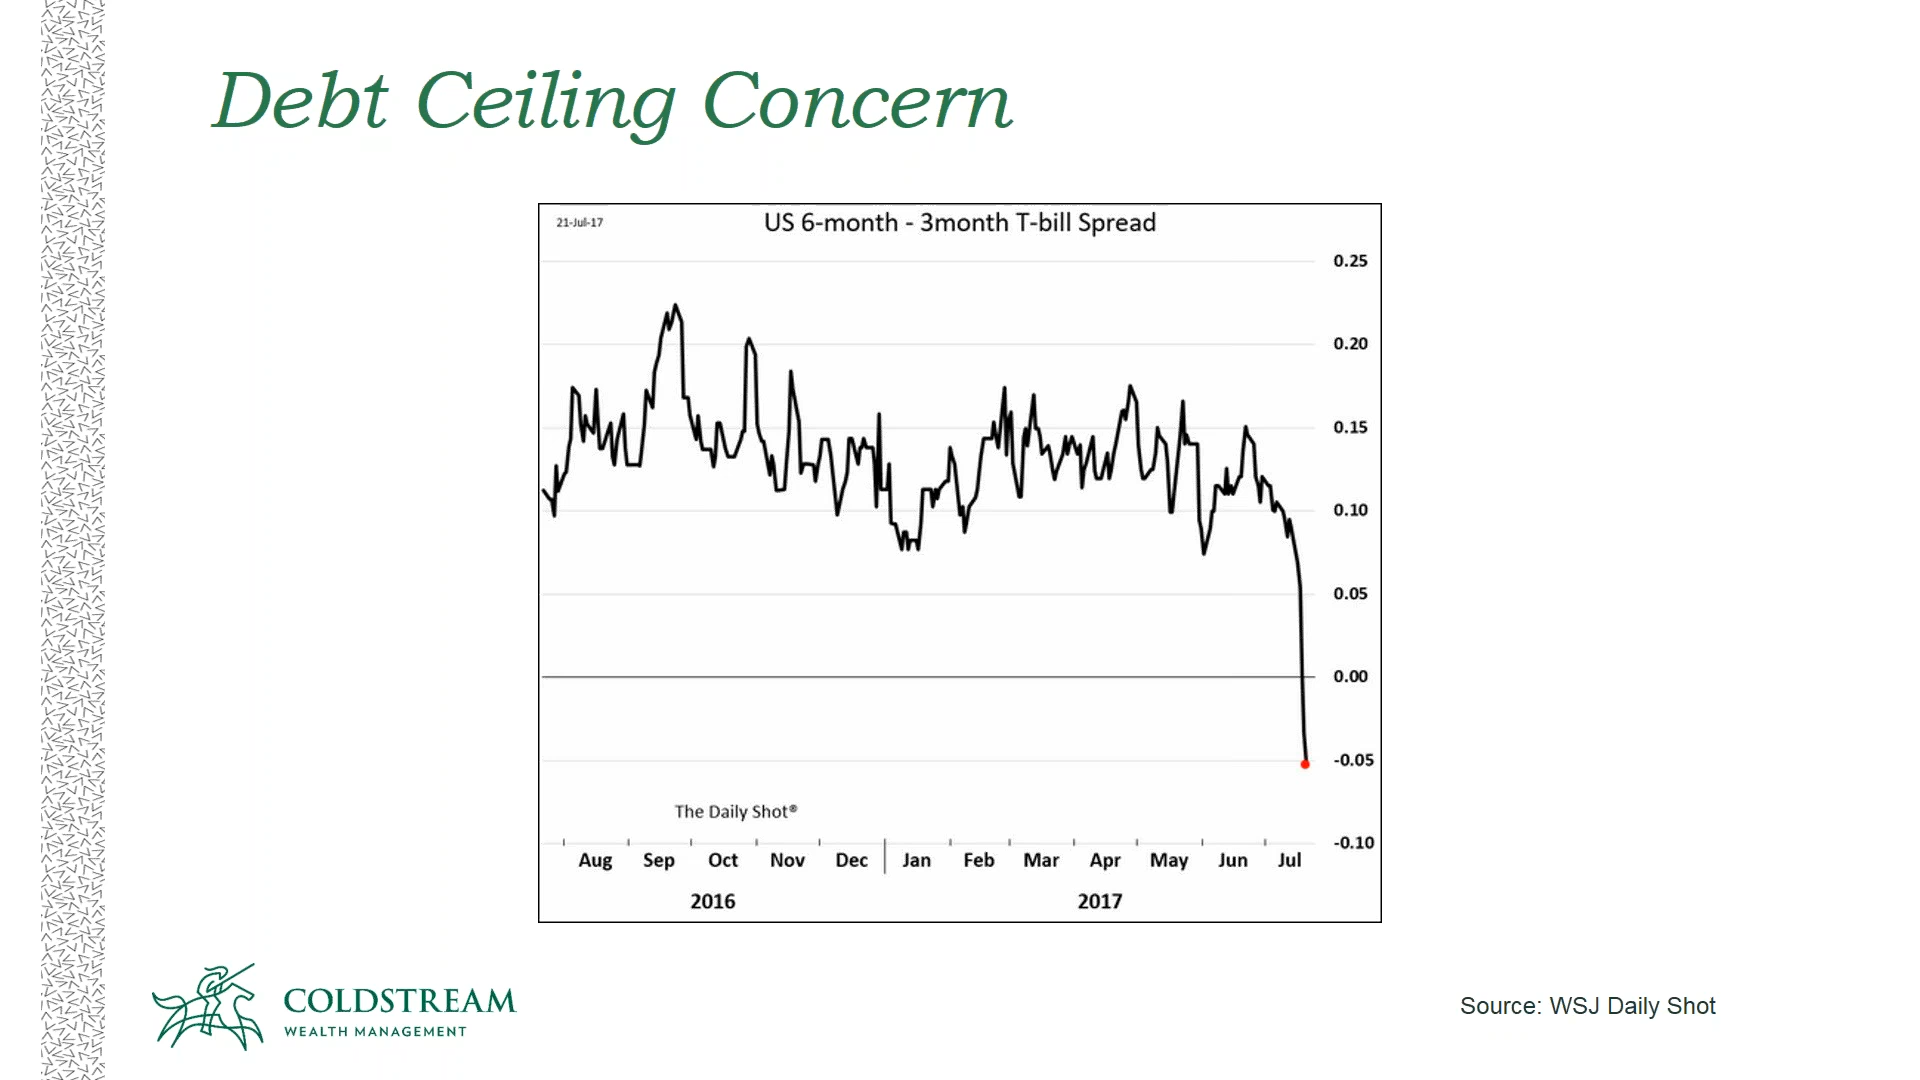 Debt Ceiling Concern
21-Jul-17
US 6-month - 3month T-bill Spread
0.25
0.20
0.15
0.10
0.05
0.00
-0.05
-0.10
The Daily Shot®
Aug Sep Oct Nov Dec Jan Feb Mar Apr May Jun Jul
2016 2017
COLDSTREAM
WEALTH MANAGEMENT
Source: WSJ Daily Shot